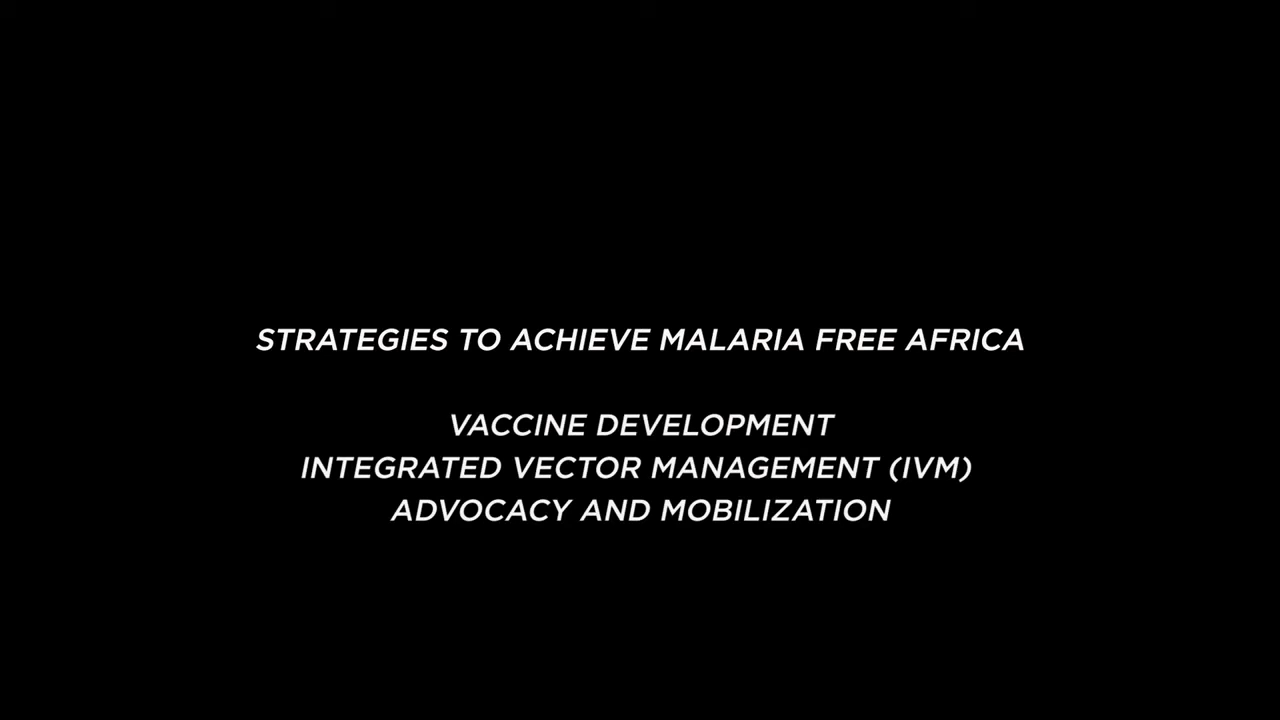 STRATEGIES TO ACHIEVE MALARIA FREE AFRICA
VACCINE DEVELOPMENT
INTEGRATED VECTOR MANAGEMENT (IVM)
ADVOCACY AND MOBILIZATION